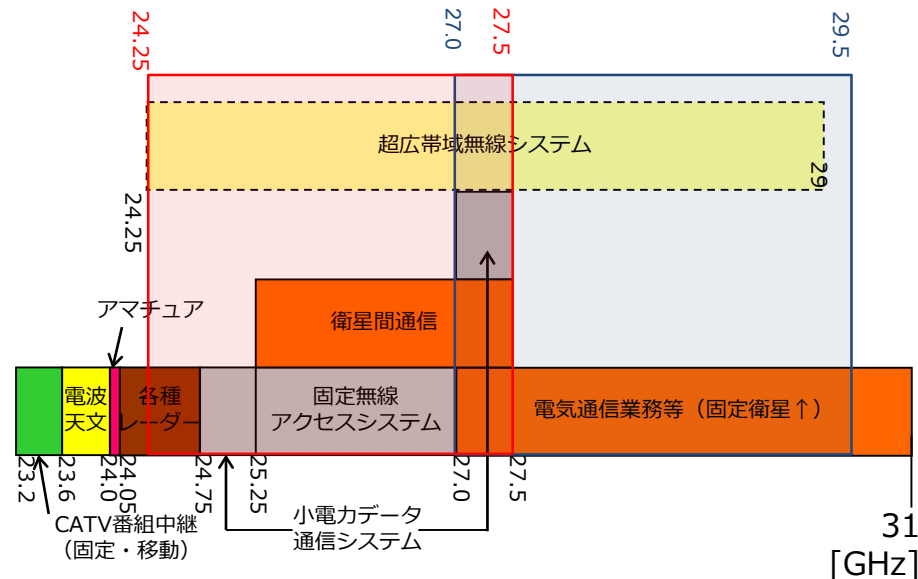 24.25
27.0
27.5
29.5
超広帯域無線システム
29
24.25
アマチュア
衛星間通信
電波
天文
各種
レーダー
固定無線
アクセスシステム
電気通信業務等（固定衛星↑）
23.2
23.6
24.0
24.05
24.75
25.25
27.0
27.5
CATV番組中継
（固定・移動）
小電力データ
通信システム
31
[GHz]